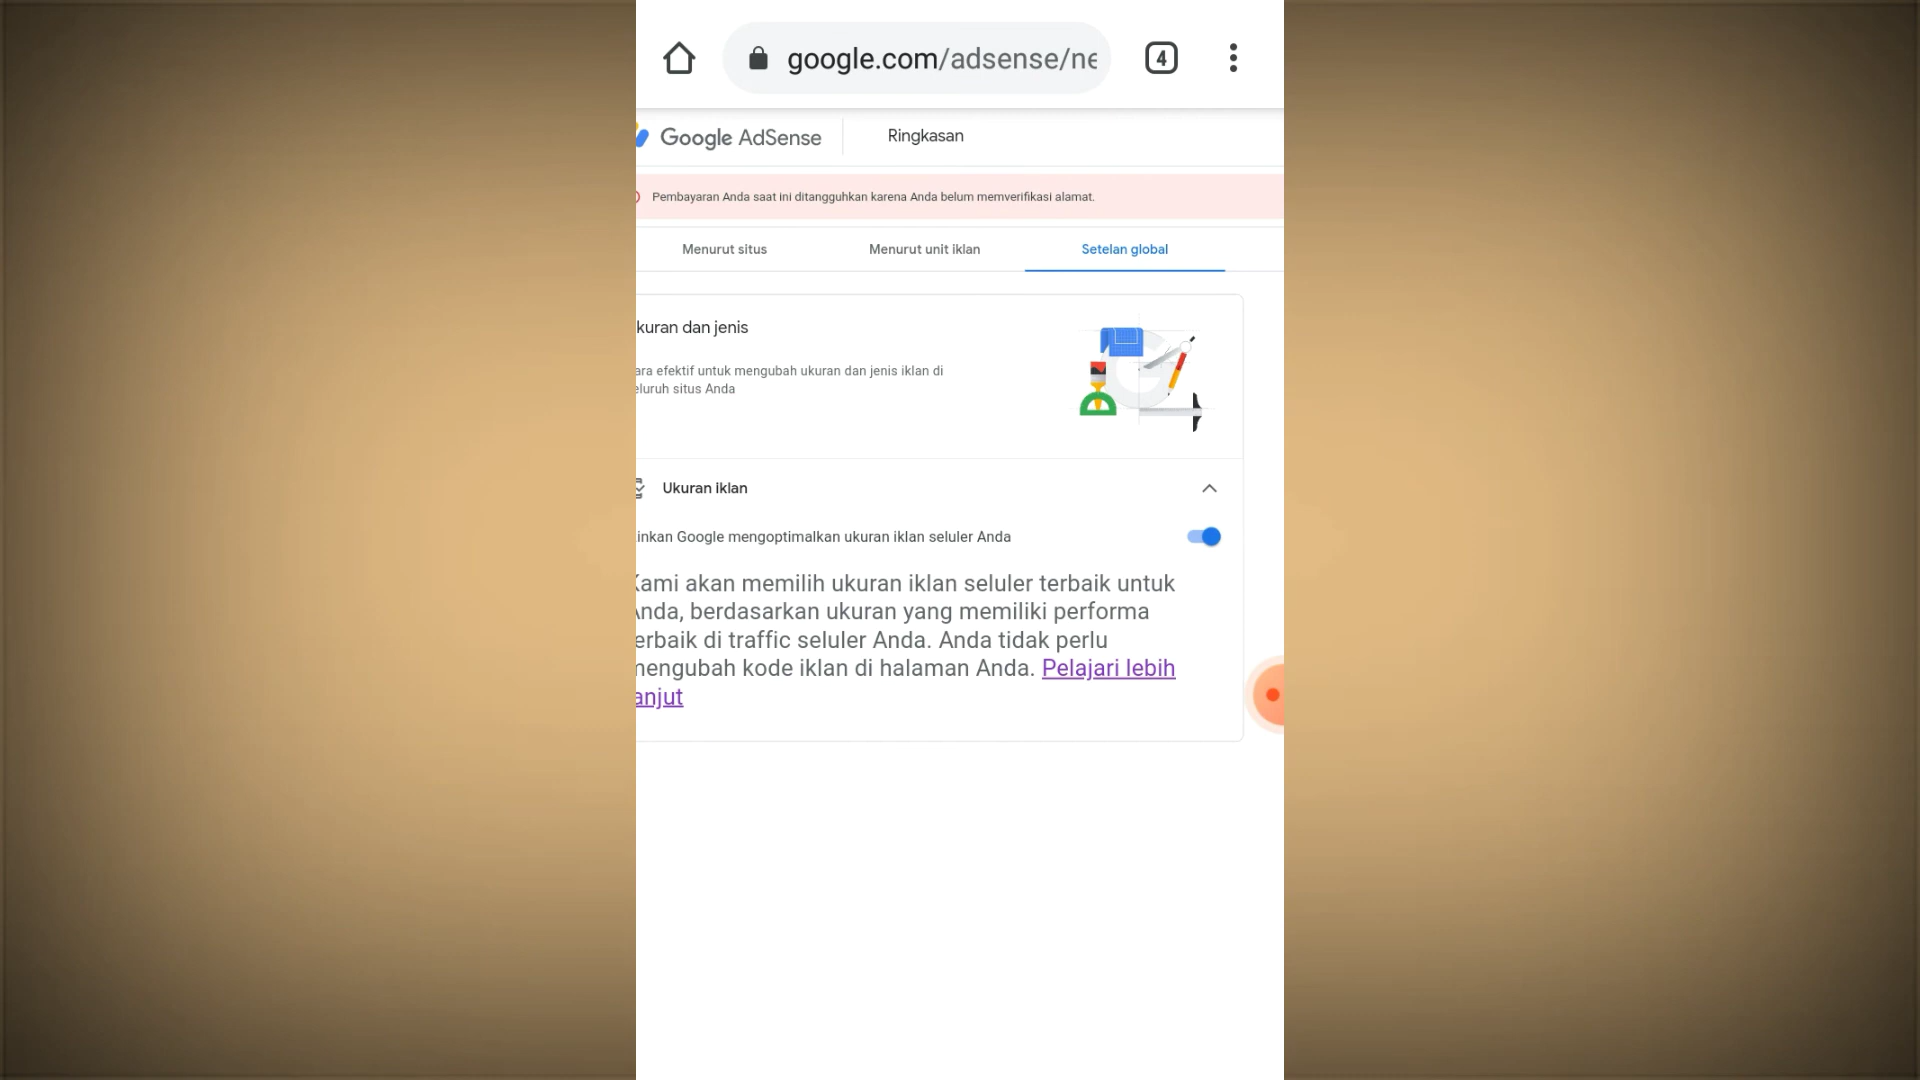 google.com/adsense/ne
4
Google AdSense
Ringkasan
Pembayaran Anda saat ini ditangguhkan karena Anda belum memverifikasi alamat.
Menurut situs
Menurut unit iklan
Setelan global
kuran dan jenis
ara efektif untuk mengubah ukuran dan jenis iklan di
eluruh situs Anda
Ukuran iklan
inkan Google mengoptimalkan ukuran iklan seluler Anda
Kami akan memilih ukuran iklan seluler terbaik untuk
Anda, berdasarkan ukuran yang memiliki performa
erbaik di traffic seluler Anda. Anda tidak perlu
mengubah kode iklan di halaman Anda. Pelajari lebih
anjut